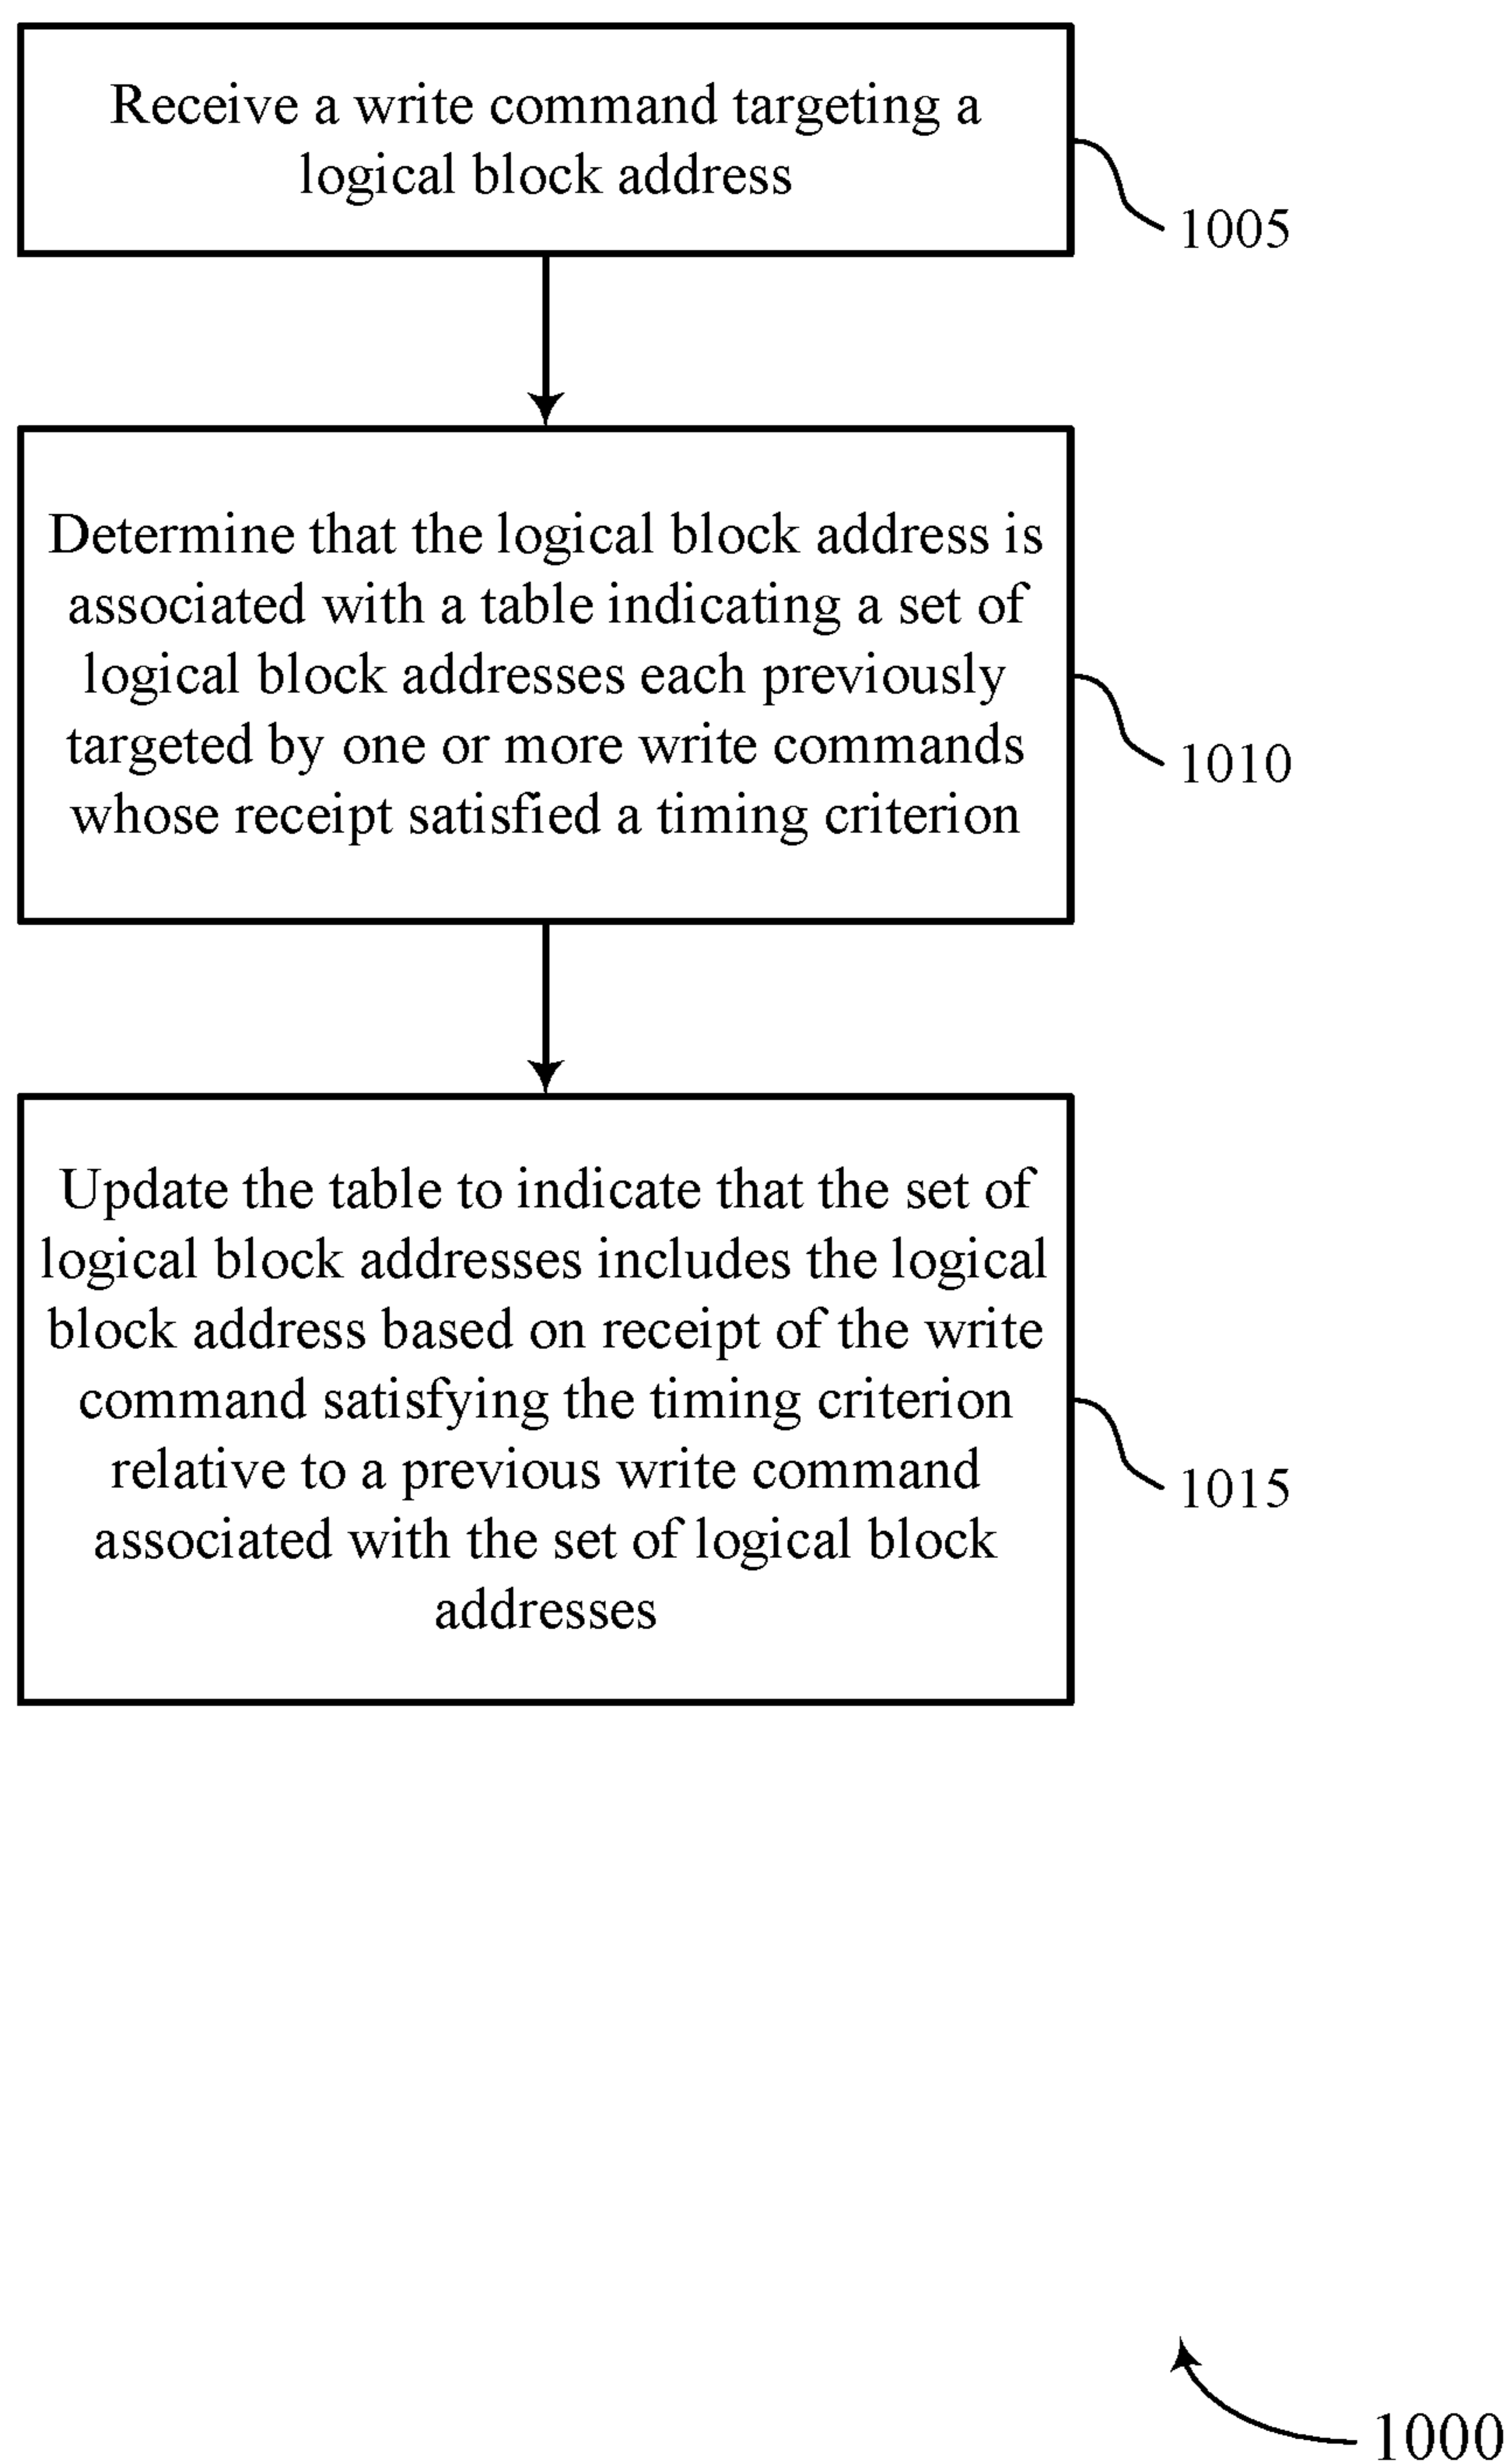 Receive a write command targeting a
logical block address
1005
Determine that the logical block address is
associated with a table indicating a set of
logical block addresses each previously
targeted by one or more write commands
whose receipt satisfied a timing criterion
1010
Update the table to indicate that the set of
logical block addresses includes the logical
block address based on receipt of the write
command satisfying the timing criterion
relative to a previous write command
associated with the set of logical block
addresses
1015
1000